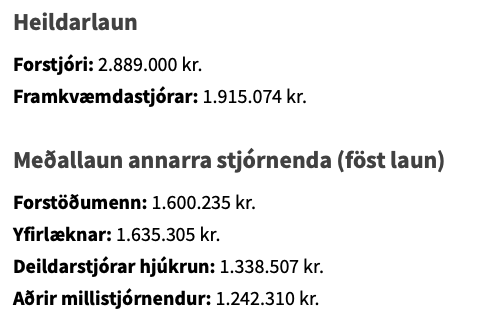 Heildarlaun
Forstjóri: 2.889.000 kr.
Framkvæmdastjórar: 1.915.074 kr.
Meðallaun annarra stjórnenda (föst laun)
Forstöðumenn: 1.600.235 kr.
Yfirlæknar: 1.635.305 kr.
Deildarstjórar hjúkrun: 1.338.507 kr.
Aðrir millistjórnendur: 1.242.310 kr.